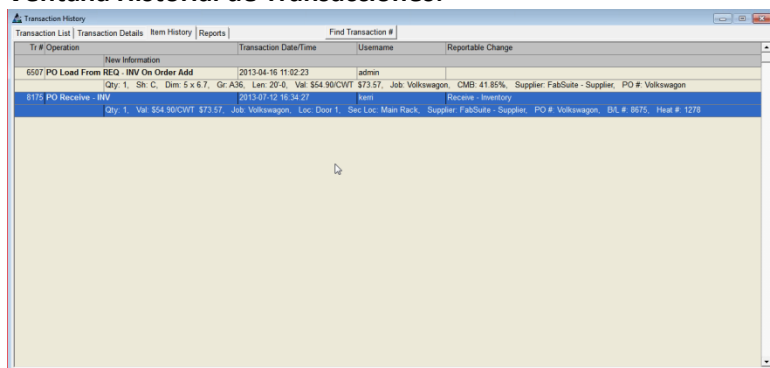 Ventana Historial de Transacciones:
Transaction History
Transaction List Transaction Details Item History Reports Find Transaction #
Tr # Operation Transaction Date/Time Username Reportable Change
New Information
6507 PO Load From REQ - INV On Order Add 2013-04-16 11:02:23 admin
Qty: 1, Sh: C, Dim: 5 x 6.7, Gr: A36, Len: 20'-0, Val: $54.90/CWT $73.57, Job: Volkswagon, CMB: 41.85%, Supplier: FabSuite - Supplier, PO #: Volkswagon
8175 PO Receive - INV 2013-07-12 16:34:27 kem Receive - Inventory
Qty: 1, Val: $54.90/CWT $73.57, Job: Volkswagon, Loc: Door 1, Sec Loc: Main Rack, Supplier: FabSuite - Supplier, PO #: Volkswagon, B/L #: 8675, Heat #: 1278